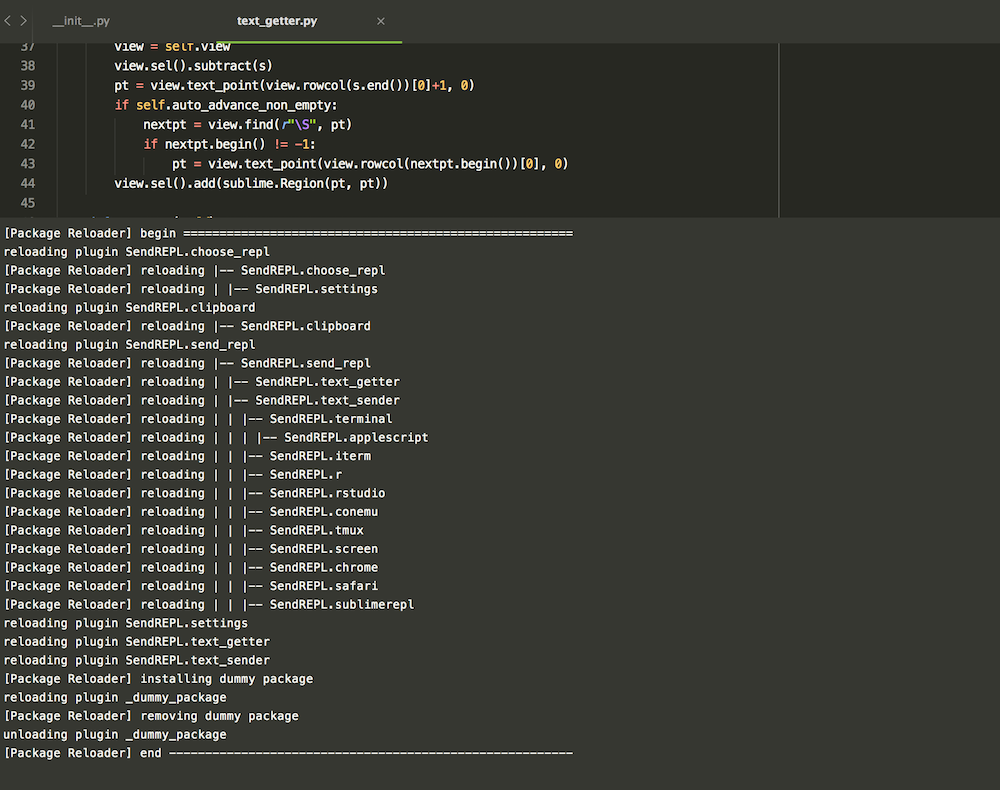 __init__.py
text_getter.py ×
37 view = self.view
38 view.sel().subtract(s)
39 pt = view.text_point(view.rowcol(s.end())[0]+1, 0)
40 if self.auto_advance_non_empty:
41 nextpt = view.find(r"\S", pt)
42 if nextpt.begin() != -1:
43 pt = view.text_point(view.rowcol(nextpt.begin())[0], 0)
44 view.sel().add(sublime.Region(pt, pt))
45
[Package Reloader] begin ======================================================
reloading plugin SendREPL.choose_repl
[Package Reloader] reloading |-- SendREPL.choose_repl
[Package Reloader] reloading | |-- SendREPL.settings
reloading plugin SendREPL.clipboard
[Package Reloader] reloading |-- SendREPL.clipboard
reloading plugin SendREPL.send_repl
[Package Reloader] reloading |-- SendREPL.send_repl
[Package Reloader] reloading | |-- SendREPL.text_getter
[Package Reloader] reloading | |-- SendREPL.text_sender
[Package Reloader] reloading | | |-- SendREPL.terminal
[Package Reloader] reloading | | | |-- SendREPL.applescript
[Package Reloader] reloading | | |-- SendREPL.iterm
[Package Reloader] reloading | | |-- SendREPL.r
[Package Reloader] reloading | | |-- SendREPL.rstudio
[Package Reloader] reloading | | |-- SendREPL.conemu
[Package Reloader] reloading | | |-- SendREPL.tmux
[Package Reloader] reloading | | |-- SendREPL.screen
[Package Reloader] reloading | | |-- SendREPL.chrome
[Package Reloader] reloading | | |-- SendREPL.safari
[Package Reloader] reloading | | |-- SendREPL.sublimerepl
reloading plugin SendREPL.settings
reloading plugin SendREPL.text_getter
reloading plugin SendREPL.text_sender
[Package Reloader] installing dummy package
reloading plugin _dummy_package
[Package Reloader] removing dummy package
unloading plugin _dummy_package
[Package Reloader] end --------------------------------------------------------